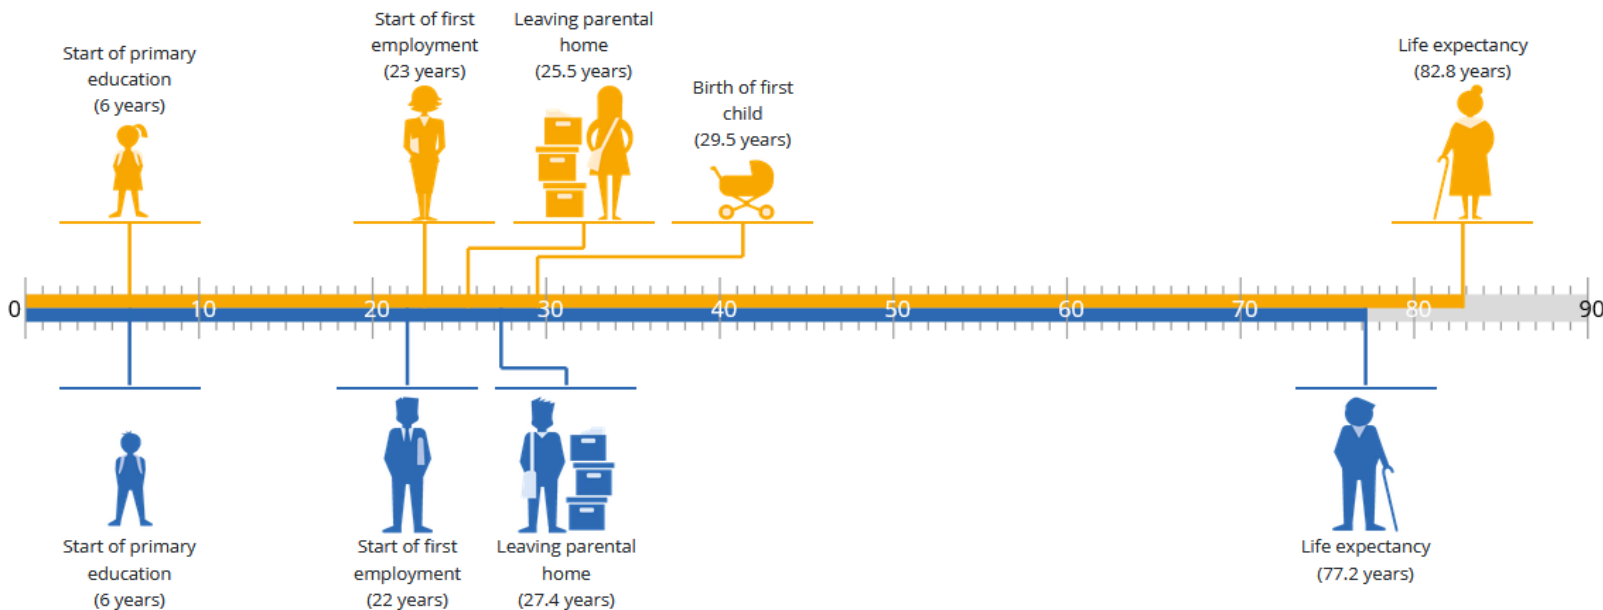 Start of primary
education
(6 years)
Start of first
employment
(23 years)
Leaving parental
home
(25.5 years)
Birth of first
child
(29.5 years)
Life expectancy
(82.8 years)
0 10 20 30 40 50 60 70 80 90
Start of primary
education
(6 years)
Start of first
employment
(22 years)
Leaving parental
home
(27.4 years)
Life expectancy
(77.2 years)